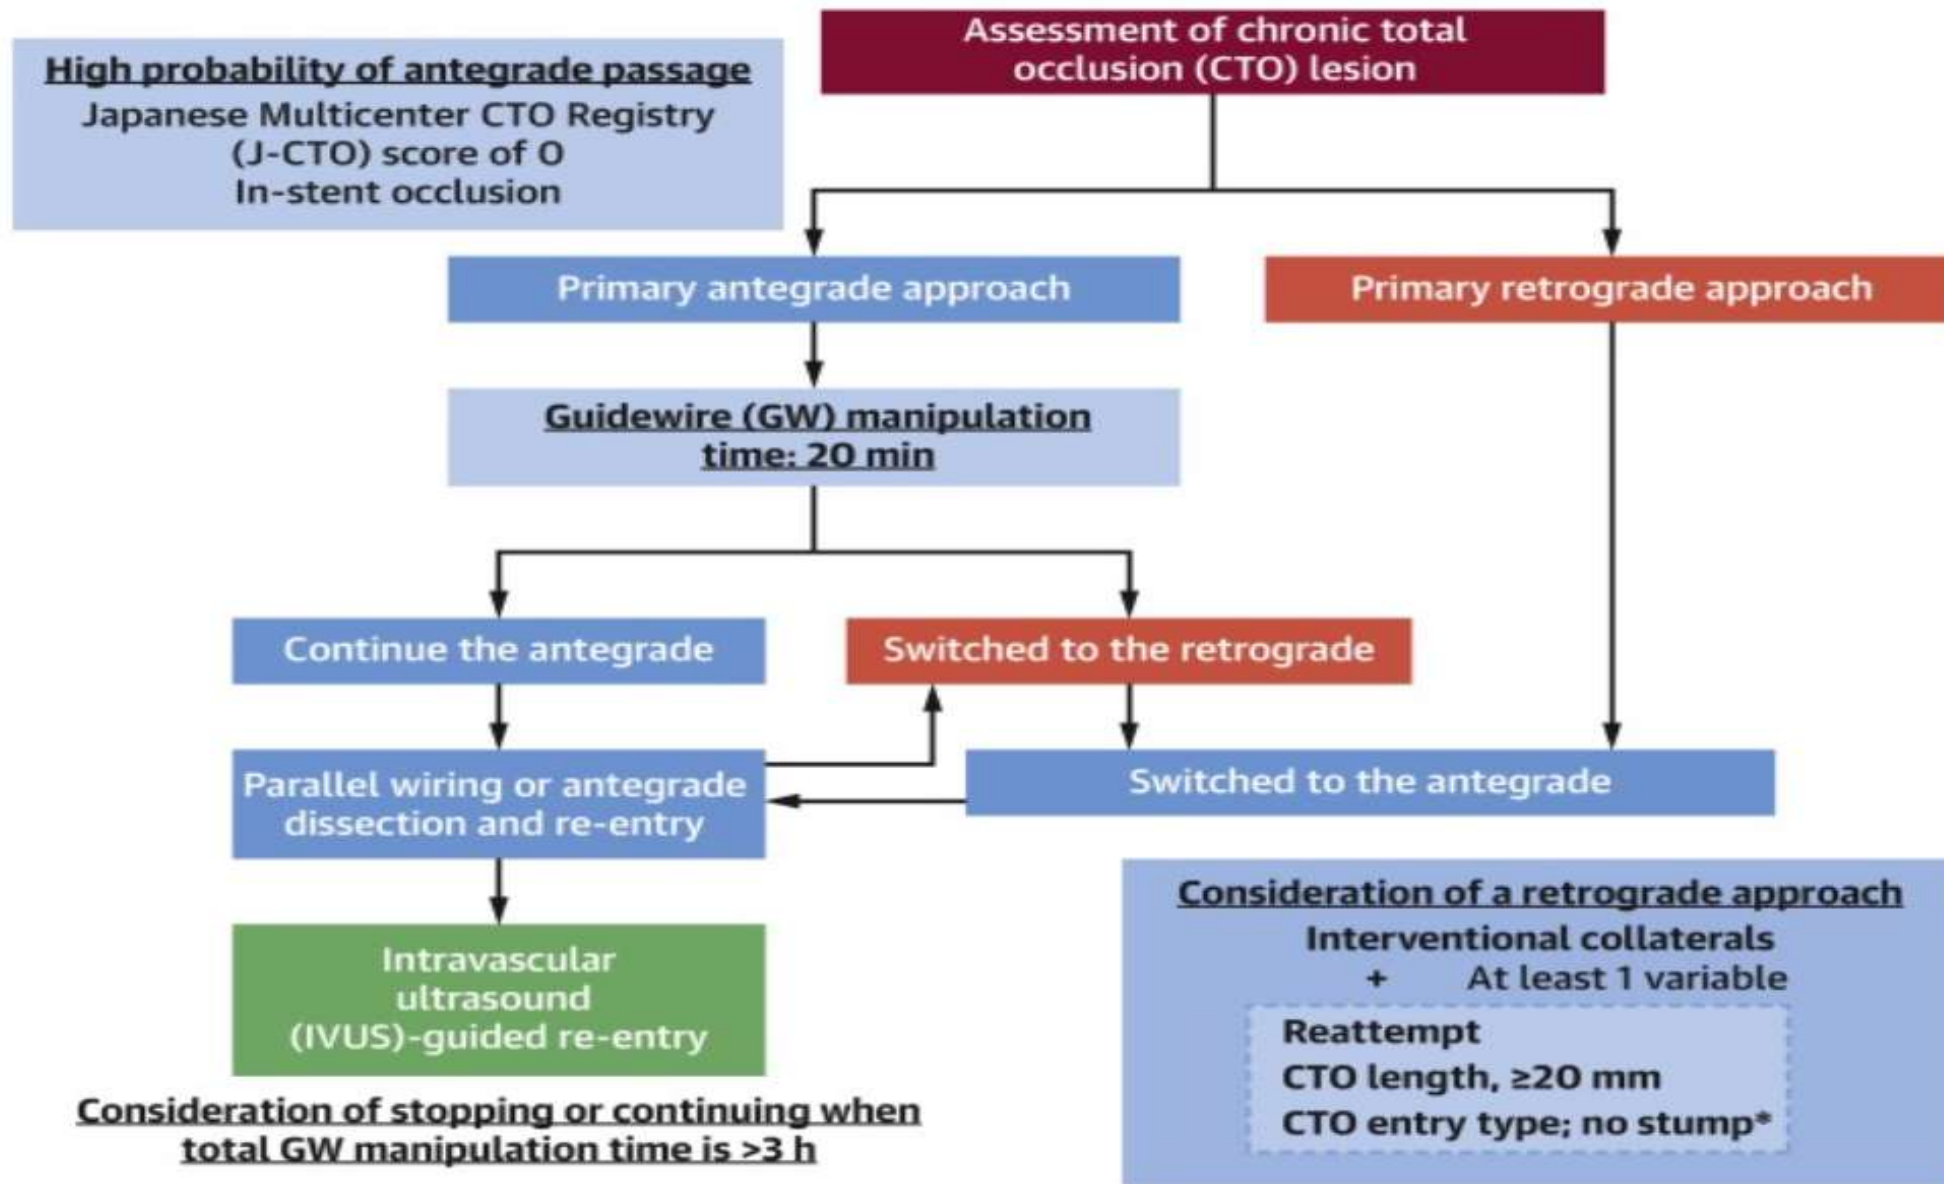 Assessment of chronic total
occlusion (CTO) lesion
High probability of antegrade passage
Japanese Multicenter CTO Registry
(J-CTO) score of 0
In-stent occlusion
Primary antegrade approach
Primary retrograde approach
Guidewire (GW) manipulation
time: 20 min
Continue the antegrade
Switched to the retrograde
Parallel wiring or antegrade
dissection and re-entry
Switched to the antegrade
Intravascular
ultrasound
(IVUS)-guided re-entry
Consideration of stopping or continuing when
total GW manipulation time is >3 h
Consideration of a retrograde approach
Interventional collaterals
+ At least 1 variable
Reattempt
CTO length, ≥20 mm
CTO entry type; no stump*